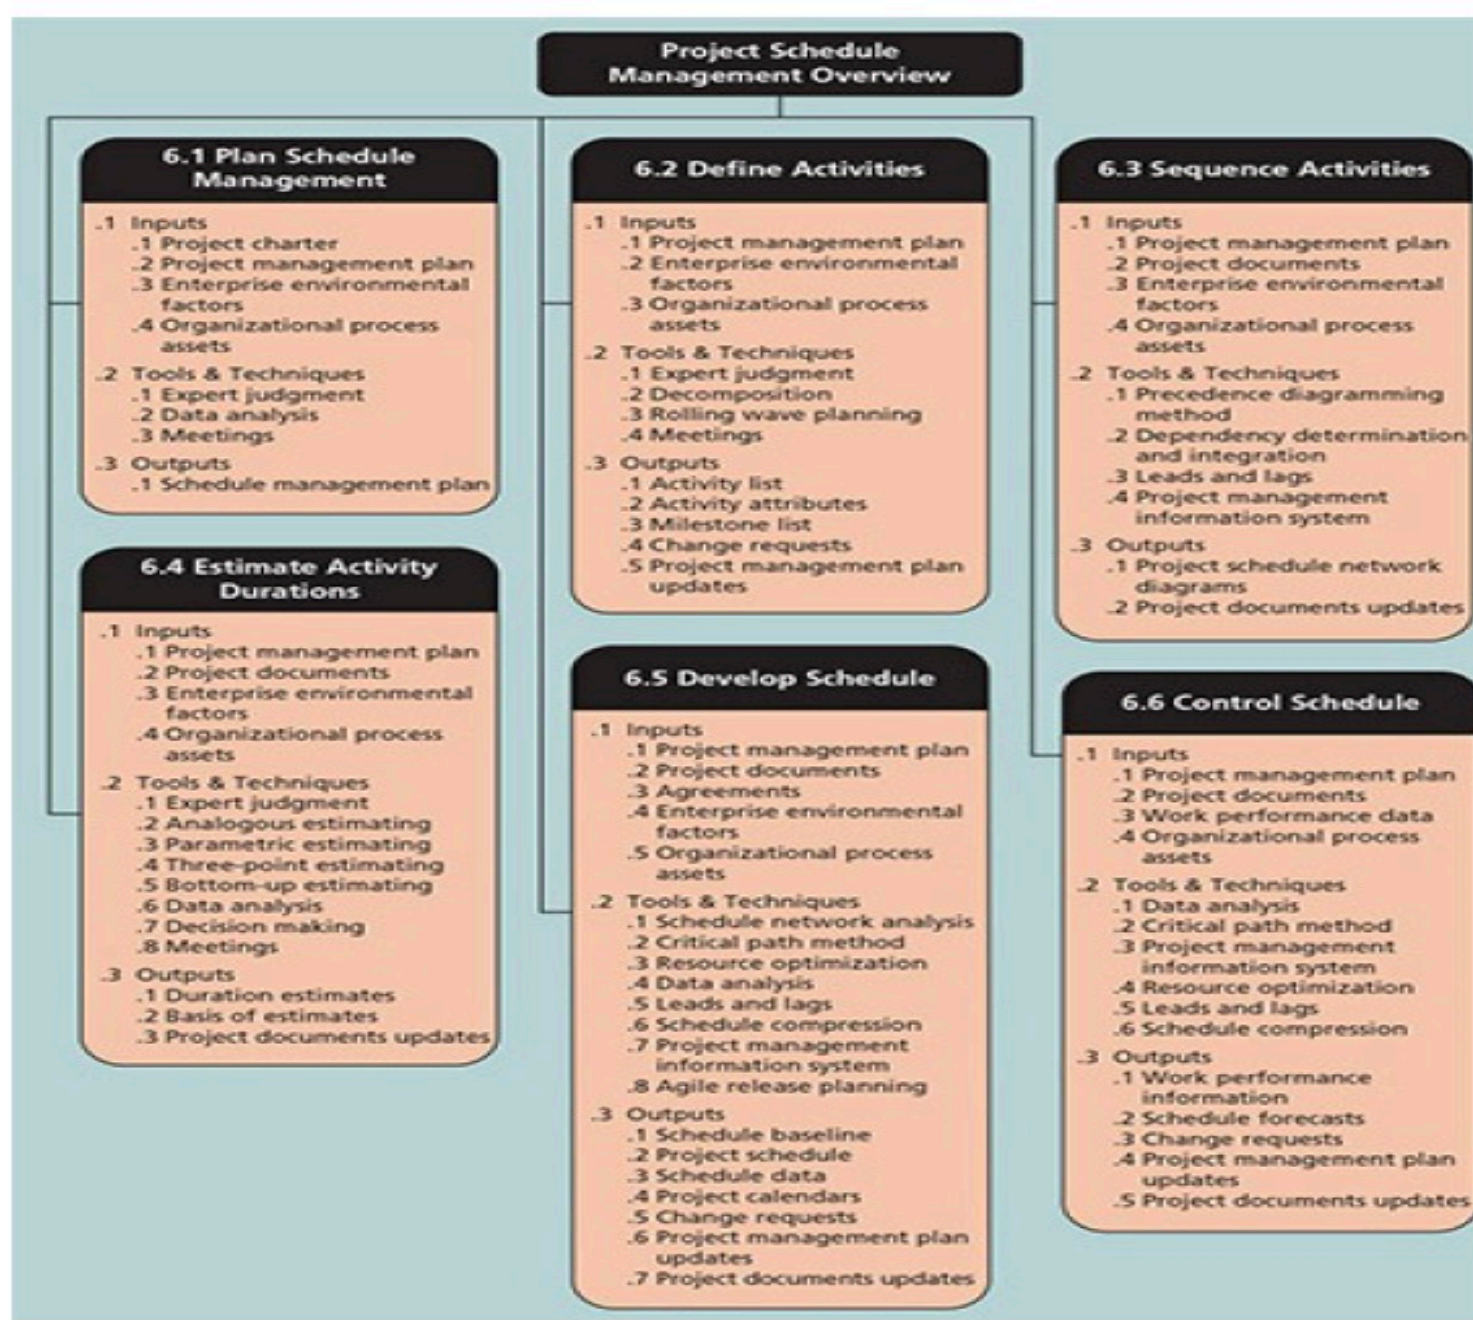 Project Schedule
Management Overview
6.1 Plan Schedule
Management
.1 Inputs
.1 Project charter
.2 Project management plan
.3 Enterprise environmental
factors
.4 Organizational process
assets
.2 Tools & Techniques
.1 Expert judgment
.2 Data analysis
.3 Meetings
.3 Outputs
.1 Schedule management plan
6.2 Define Activities
.1 Inputs
.1 Project management plan
.2 Enterprise environmental
factors
.3 Organizational process
assets
.2 Tools & Techniques
.1 Expert judgment
.2 Decomposition
.3 Rolling wave planning
.4 Meetings
.3 Outputs
.1 Activity list
.2 Activity attributes
.3 Milestone list
.4 Change requests
.5 Project management plan
updates
6.3 Sequence Activities
.1 Inputs
.1 Project management plan
.2 Project documents
.3 Enterprise environmental
factors
.4 Organizational process
assets
.2 Tools & Techniques
.1 Precedence diagramming
method
.2 Dependency determination
and integration
.3 Leads and lags
.4 Project management
information system
.3 Outputs
.1 Project schedule network
diagrams
.2 Project documents updates
6.4 Estimate Activity
Durations
.1 Inputs
.1 Project management plan
.2 Project documents
.3 Enterprise environmental
factors
.4 Organizational process
assets
.2 Tools & Techniques
.1 Expert judgment
.2 Analogous estimating
.3 Parametric estimating
.4 Three-point estimating
.5 Bottom-up estimating
.6 Data analysis
.7 Decision making
.8 Meetings
.3 Outputs
.1 Duration estimates
.2 Basis of estimates
.3 Project documents updates
6.5 Develop Schedule
.1 Inputs
.1 Project management plan
.2 Project documents
.3 Agreements
.4 Enterprise environmental
factors
.5 Organizational process
assets
.2 Tools & Techniques
.1 Schedule network analysis
.2 Critical path method
.3 Resource optimization
.4 Data analysis
.5 Leads and lags
.6 Schedule compression
.7 Project management
information system
.8 Agile release planning
.3 Outputs
.1 Schedule baseline
.2 Project schedule
.3 Schedule data
.4 Project calendars
.5 Change requests
.6 Project management plan
updates
.7 Project documents updates
6.6 Control Schedule
.1 Inputs
.1 Project management plan
.2 Project documents
.3 Work performance data
.4 Organizational process
assets
.2 Tools & Techniques
.1 Data analysis
.2 Critical path method
.3 Project management
information system
.4 Resource optimization
.5 Leads and lags
.6 Schedule compression
.3 Outputs
.1 Work performance
information
.2 Schedule forecasts
.3 Change requests
.4 Project management plan
updates
.5 Project documents updates